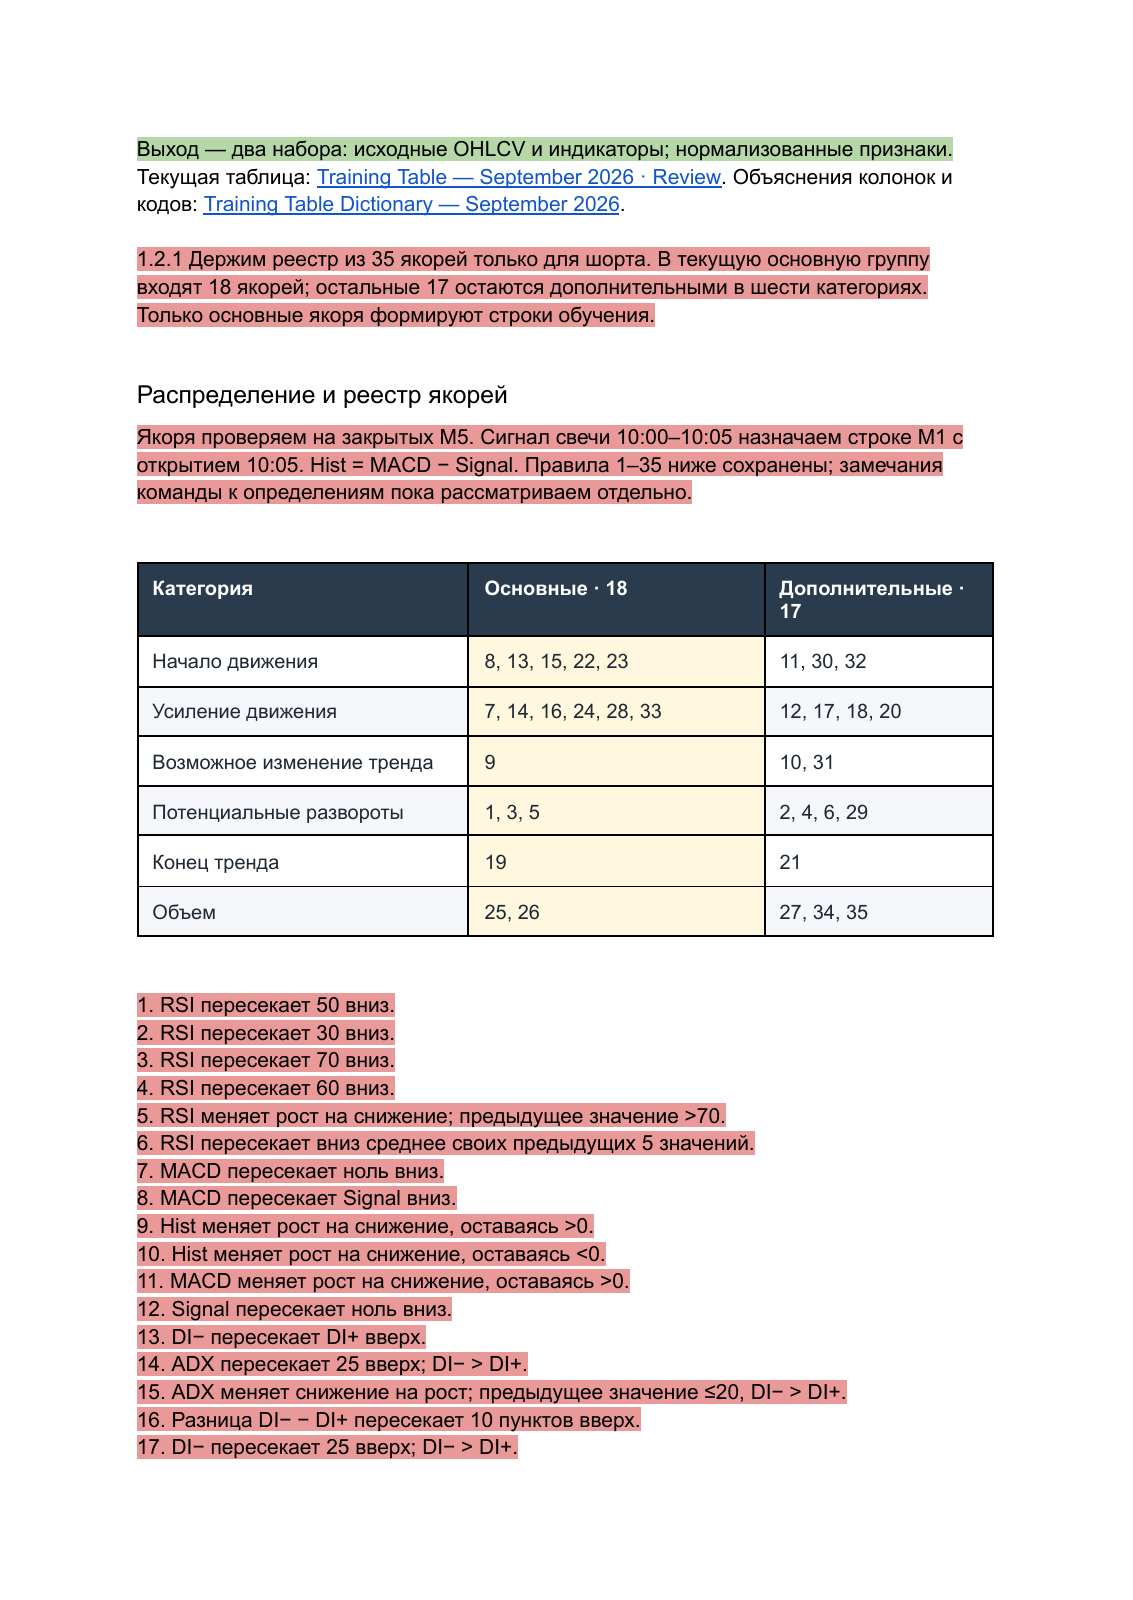 Выход — два набора: исходные OHLCV и индикаторы; нормализованные признаки.
Текущая таблица: Training Table — September 2026 · Review. Объяснения колонок и
кодов: Training Table Dictionary — September 2026.
1.2.1 Держим реестр из 35 якорей только для шорта. В текущую основную группу
входят 18 якорей; остальные 17 остаются дополнительными в шести категориях.
Только основные якоря формируют строки обучения.
Распределение и реестр якорей
Якоря проверяем на закрытых M5. Сигнал свечи 10:00–10:05 назначаем строке M1 с
открытием 10:05. Hist = MACD − Signal. Правила 1–35 ниже сохранены; замечания
команды к определениям пока рассматриваем отдельно.
Категория Основные · 18 Дополнительные ·
17
Начало движения 8, 13, 15, 22, 23 11, 30, 32
Усиление движения 7, 14, 16, 24, 28, 33 12, 17, 18, 20
Возможное изменение тренда 9 10, 31
Потенциальные развороты 1, 3, 5 2, 4, 6, 29
Конец тренда 19 21
Объем 25, 26 27, 34, 35
1. RSI пересекает 50 вниз.
2. RSI пересекает 30 вниз.
3. RSI пересекает 70 вниз.
4. RSI пересекает 60 вниз.
5. RSI меняет рост на снижение; предыдущее значение >70.
6. RSI пересекает вниз среднее своих предыдущих 5 значений.
7. MACD пересекает ноль вниз.
8. MACD пересекает Signal вниз.
9. Hist меняет рост на снижение, оставаясь >0.
10. Hist меняет рост на снижение, оставаясь <0.
11. MACD меняет рост на снижение, оставаясь >0.
12. Signal пересекает ноль вниз.
13. DI− пересекает DI+ вверх.
14. ADX пересекает 25 вверх; DI− > DI+.
15. ADX меняет снижение на рост; предыдущее значение ≤20, DI− > DI+.
16. Разница DI− − DI+ пересекает 10 пунктов вверх.
17. DI− пересекает 25 вверх; DI− > DI+.